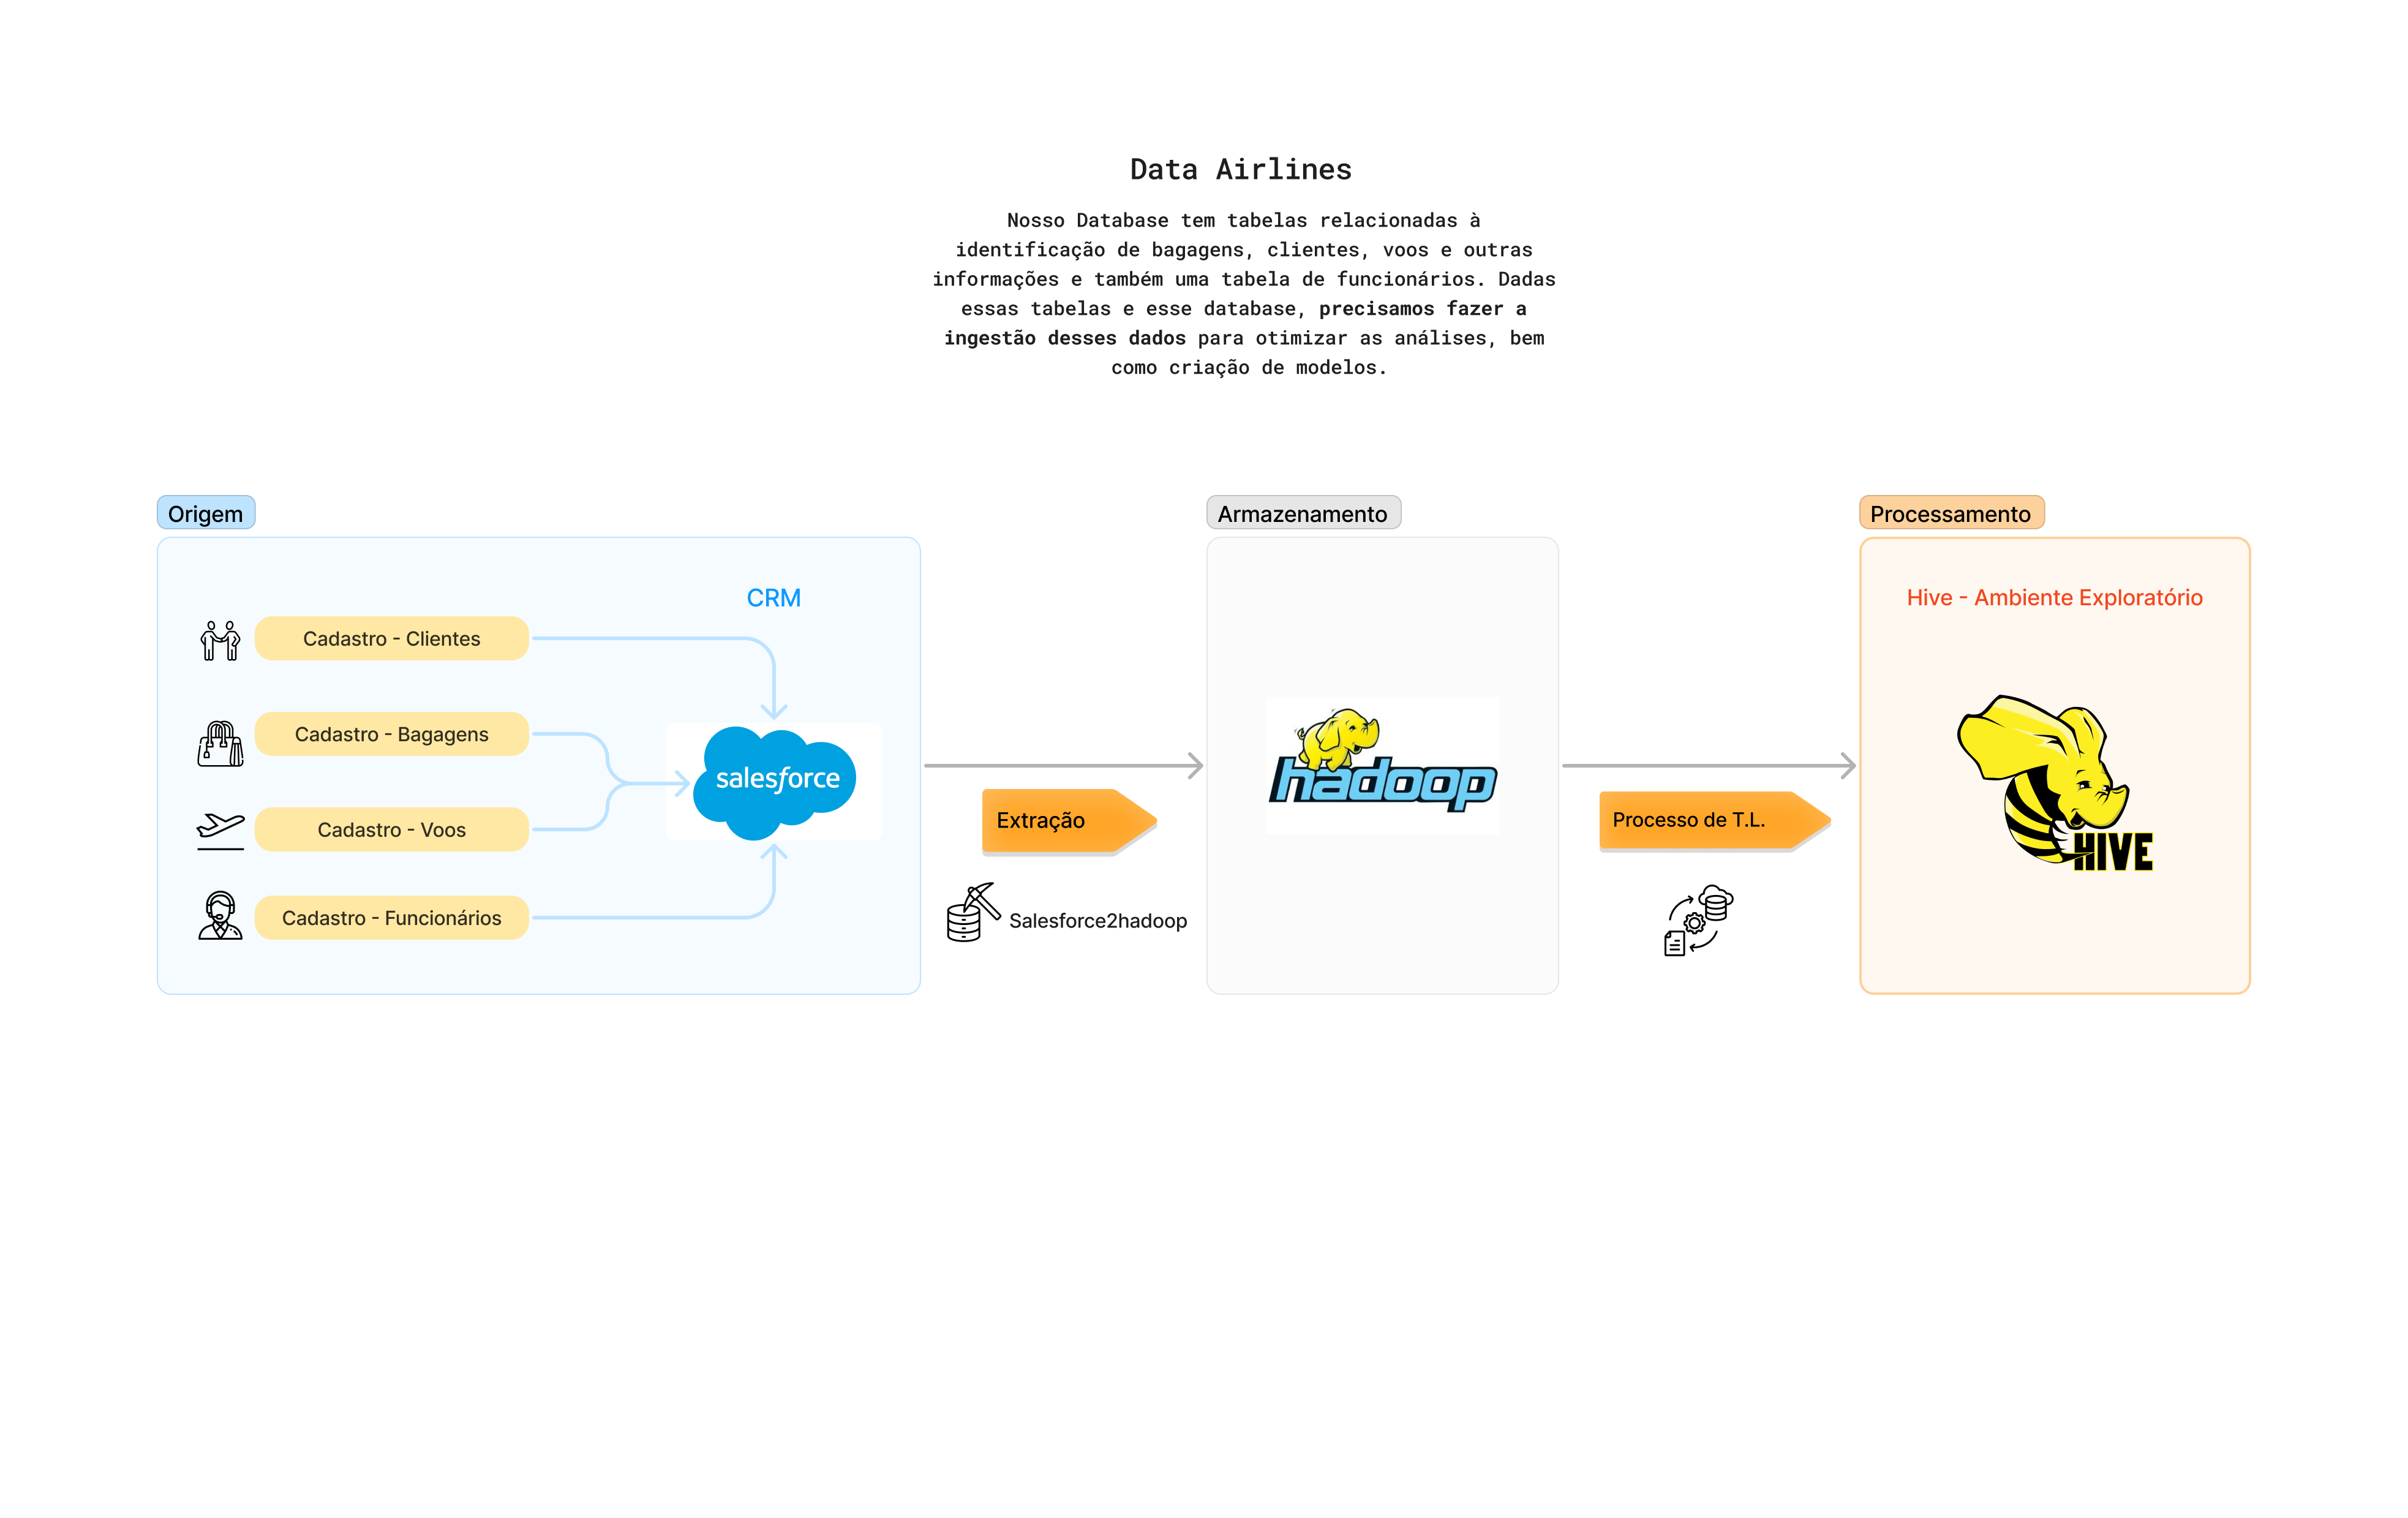 Data Airlines
Nosso Database tem tabelas relacionadas à
identificação de bagagens, clientes, voos e outras
informações e também uma tabela de funcionários. Dadas
essas tabelas e esse database, precisamos fazer a
ingestão desses dados para otimizar as análises, bem
como criação de modelos.
Origem
CRM
Cadastro - Clientes
Cadastro - Bagagens
Cadastro - Voos
Cadastro - Funcionários
salesforce
Extração
Salesforce2hadoop
Armazenamento
hadoop
Processo de T.L.
Processamento
Hive - Ambiente Exploratório
HIVE